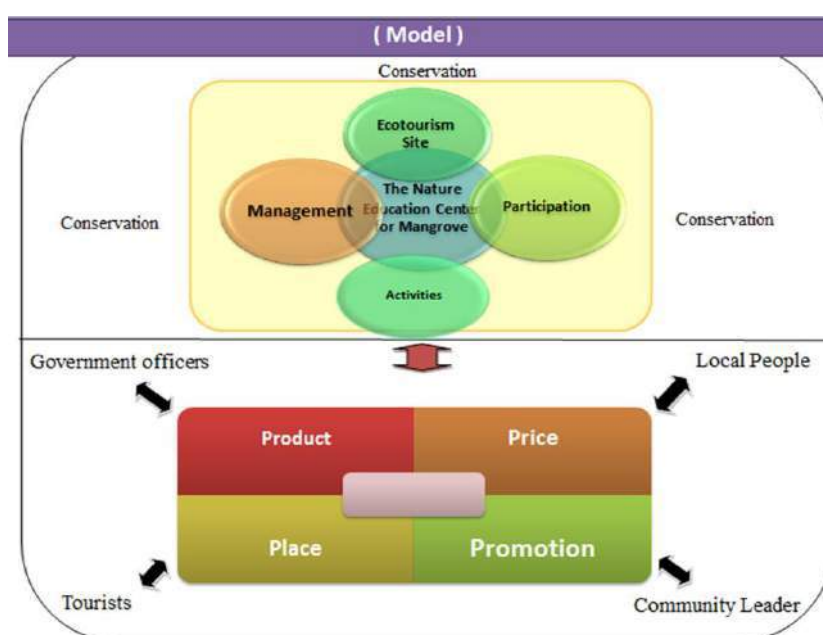 ( Model )
Conservation
Ecotourism
Site
The Nature
Education Center
or Mangrove
Management
Participation
Conservation
Conservation
Activities
Government officers
Local People
Product
Price
Place
Promotion
Tourists
Community Leader